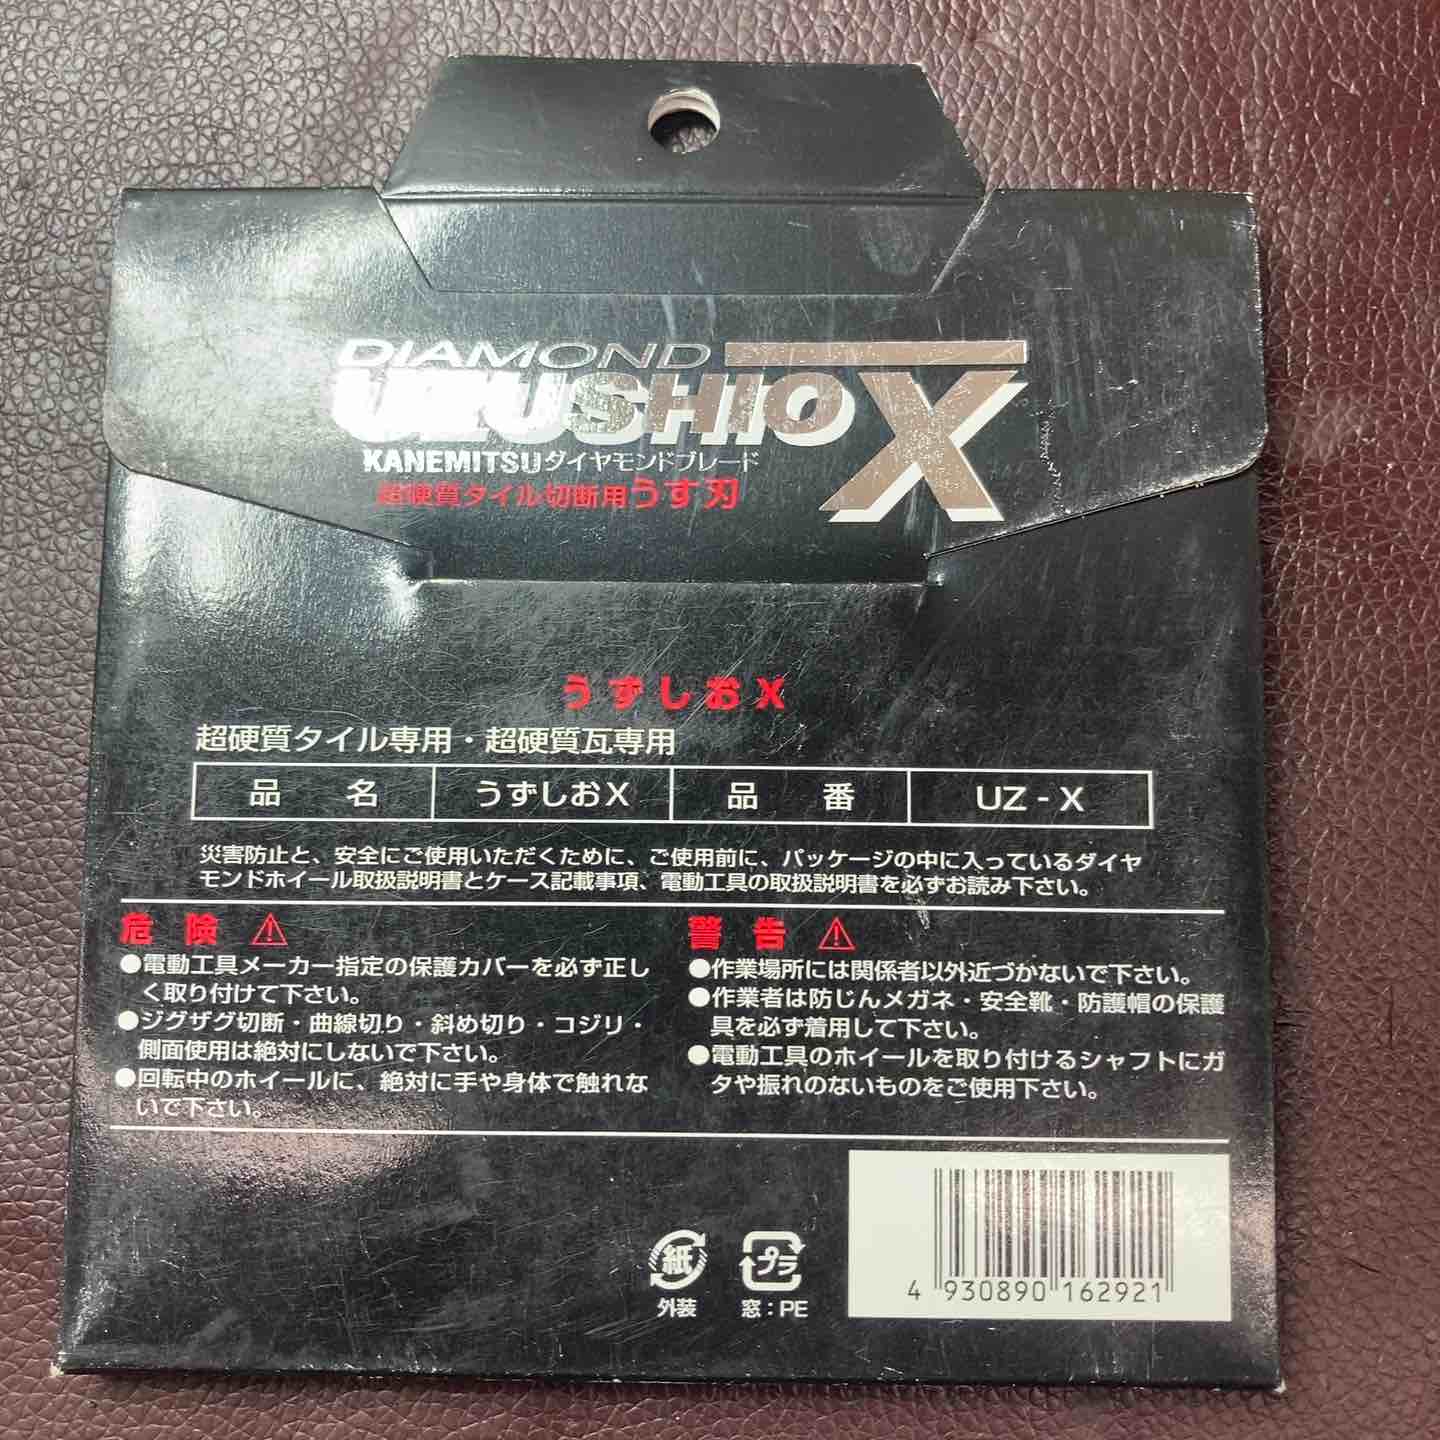 DIAMOND
UZUSHIO X
KANEMITSUダイヤモンドブレード
超硬質タイル切断用うす刃
うずしおX
超硬質タイル専用・超硬質瓦専用
品名 うずしおX 品番 UZ-X
災害防止と、安全にご使用いただくために、ご使用前に、パッケージの中に入っているダイヤ
モンドホイール取扱説明書とケース記載事項、電動工具の取扱説明書を必ずお読み下さい。
危険
●電動工具メーカー指定の保護カバーを必ず正し
く取り付けて下さい。
●ジグザグ切断・曲線切り・斜め切り・コジリ・
側面使用は絶対にしないで下さい。
●回転中のホイールに、絶対に手や身体で触れな
いで下さい。
警告
●作業場所には関係者以外近づかないで下さい。
●作業者は防じんメガネ・安全靴・防護帽の保護
具を必ず着用して下さい。
●電動工具のホイールを取り付けるシャフトにガ
タや振れのないものをご使用下さい。
紙
外装
プラ
窓：PE
4 930890 162921